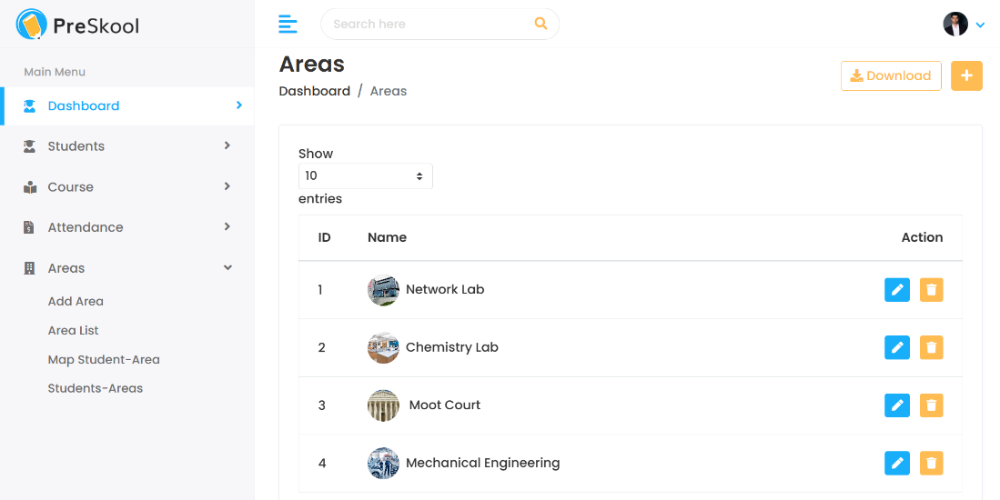 PreSkool
Search here
Main Menu
Dashboard
Students
Course
Attendance
Areas
Add Area
Area List
Map Student-Area
Students-Areas
Areas
Dashboard / Areas
Download
Show
10
entries
ID Name Action
1 Network Lab
2 Chemistry Lab
3 Moot Court
4 Mechanical Engineering